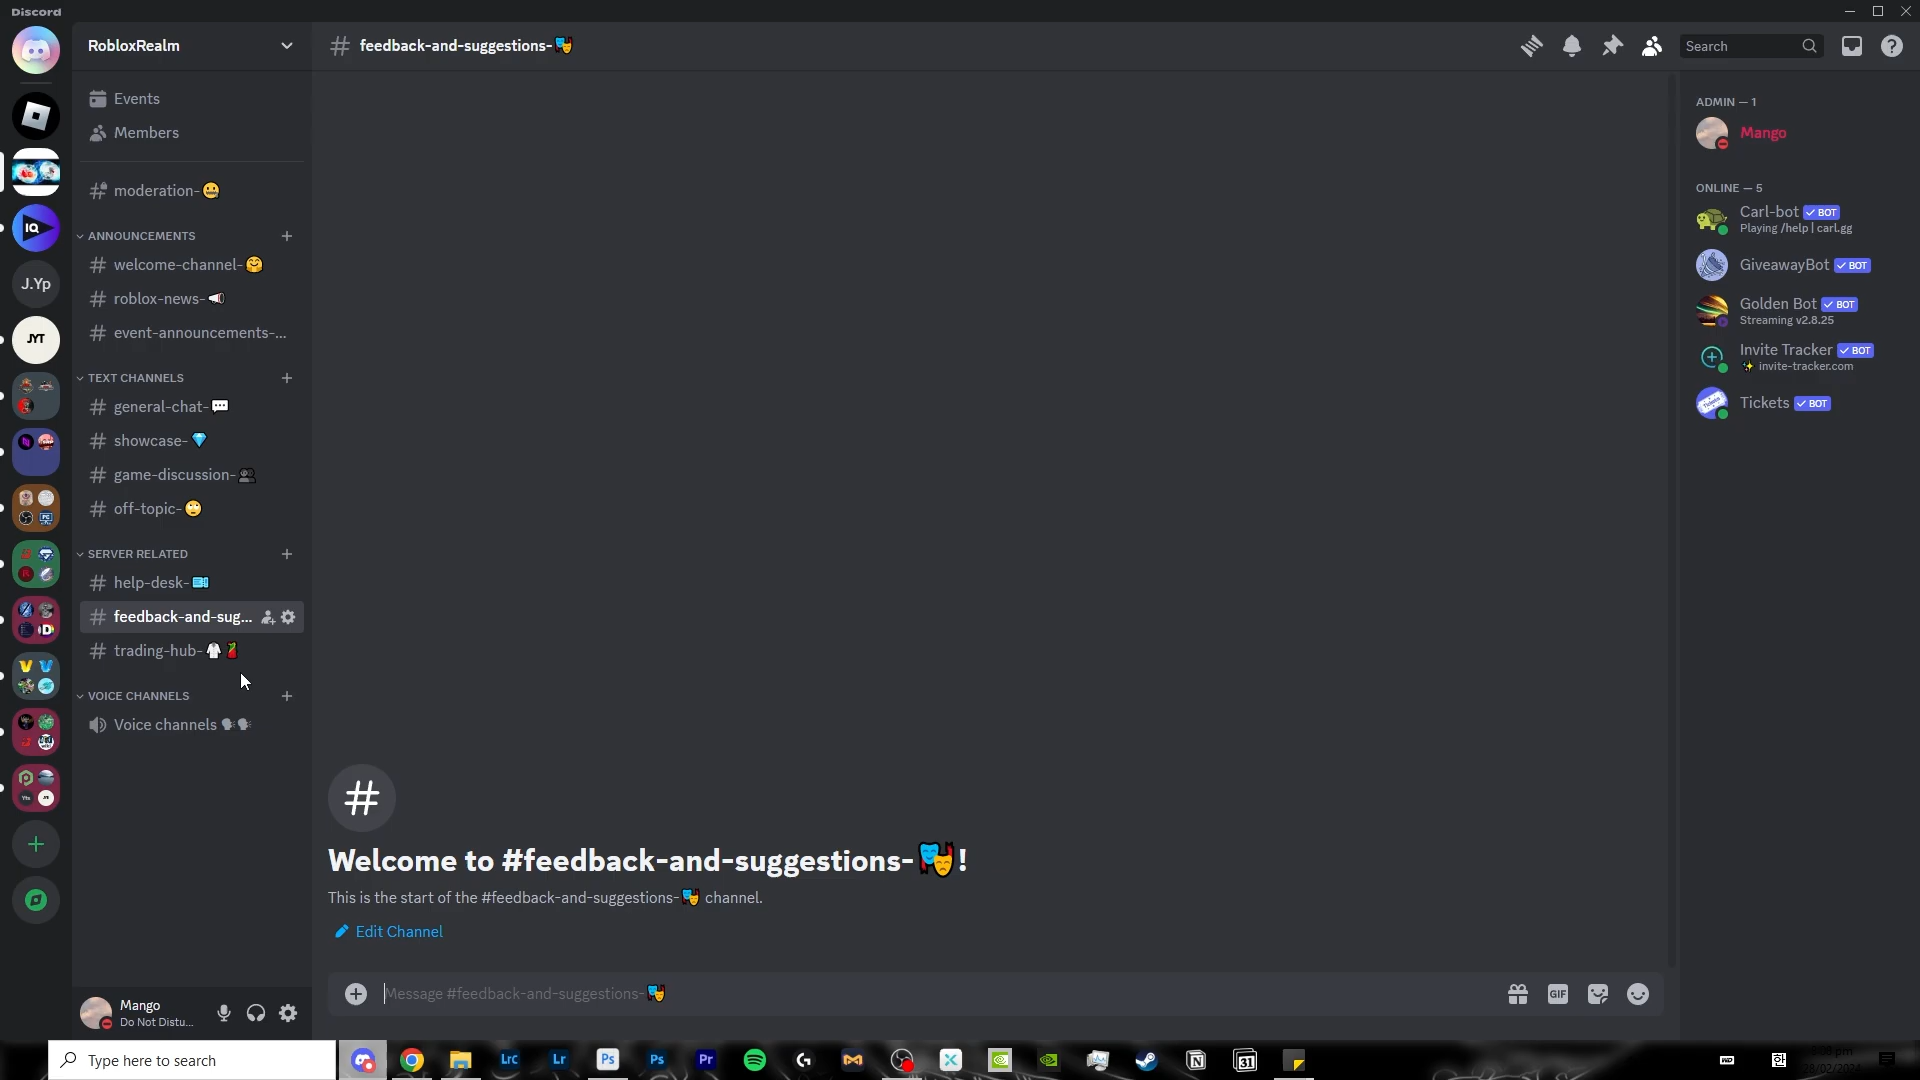 Discord
RobloxRealm
feedback-and-suggestions-🎭
Search
Events
Members
moderation-🤐
ANNOUNCEMENTS
welcome-channel-🤗
roblox-news-📢
event-announcements-...
TEXT CHANNELS
general-chat-💬
showcase-💎
game-discussion-👥
off-topic-🙄
SERVER RELATED
help-desk-🎫
feedback-and-sug...
trading-hub-🥼💃
VOICE CHANNELS
Voice channels 🗣🗣
IQ
J.Yp
JYT
ADMIN — 1
Mango
ONLINE — 5
Carl-bot BOT
Playing /help | carl.gg
GiveawayBot BOT
Golden Bot BOT
Streaming v2.8.25
Invite Tracker BOT
✨ invite-tracker.com
Tickets BOT
Welcome to #feedback-and-suggestions-🎭!
This is the start of the #feedback-and-suggestions-🎭 channel.
Edit Channel
Message #feedback-and-suggestions-🎭
GIF
Mango
Do Not Distu...
Type here to search
LrC
Lr
Ps
Ps
Pr
31